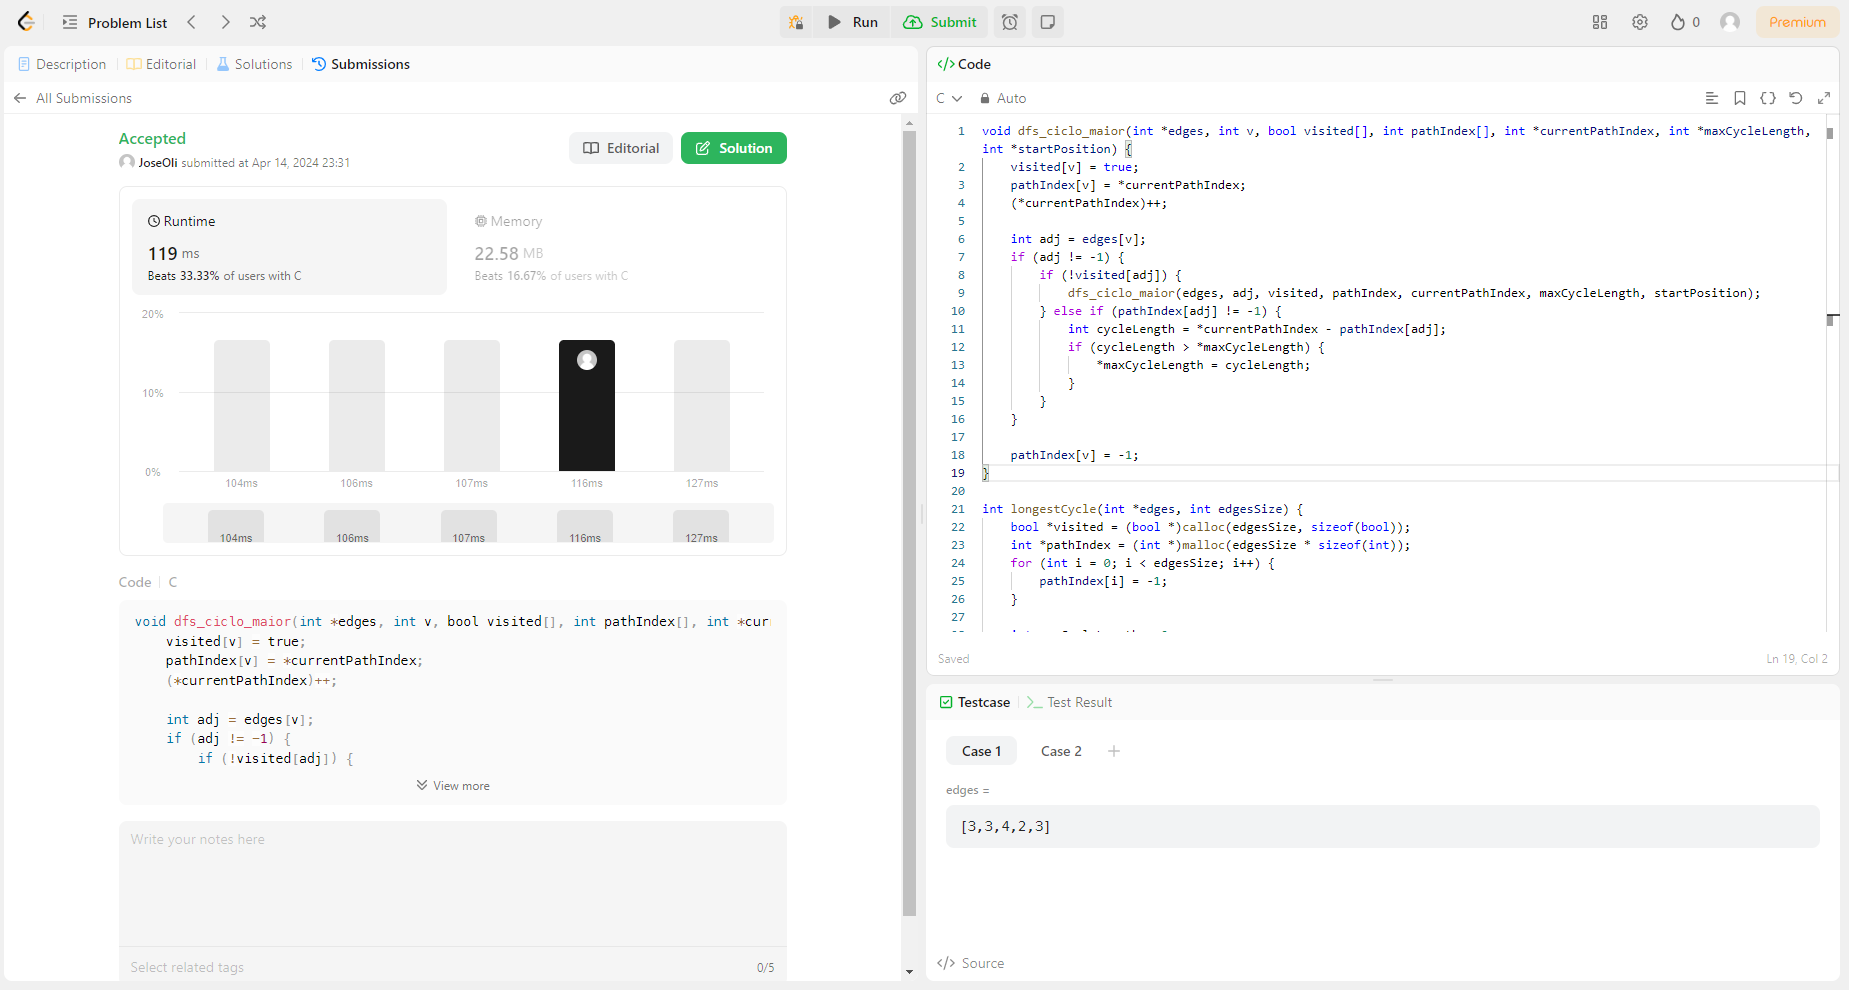 Problem List
Run
Submit
0
Premium
Description
Editorial
Solutions
Submissions
All Submissions
Accepted
JoseOli submitted at Apr 14, 2024 23:31
Editorial
Solution
Runtime
119 ms
Beats 33.33% of users with C
Memory
22.58 MB
Beats 16.67% of users with C
20%
10%
0%
104ms
106ms
107ms
116ms
127ms
104ms
106ms
107ms
116ms
127ms
Code
C
void dfs_ciclo_maior(int *edges, int v, bool visited[], int pathIndex[], int *cur
visited[v] = true;
pathIndex[v] = *currentPathIndex;
(*currentPathIndex)++;
int adj = edges[v];
if (adj != -1) {
if (!visited[adj]) {
View more
Write your notes here
Select related tags
0/5
</> Code
C
Auto
1 void dfs_ciclo_maior(int *edges, int v, bool visited[], int pathIndex[], int *currentPathIndex, int *maxCycleLength,
int *startPosition) {
2 visited[v] = true;
3 pathIndex[v] = *currentPathIndex;
4 (*currentPathIndex)++;
5
6 int adj = edges[v];
7 if (adj != -1) {
8 if (!visited[adj]) {
9 dfs_ciclo_maior(edges, adj, visited, pathIndex, currentPathIndex, maxCycleLength, startPosition);
10 } else if (pathIndex[adj] != -1) {
11 int cycleLength = *currentPathIndex - pathIndex[adj];
12 if (cycleLength > *maxCycleLength) {
13 *maxCycleLength = cycleLength;
14 }
15 }
16 }
17
18 pathIndex[v] = -1;
19 }
20
21 int longestCycle(int *edges, int edgesSize) {
22 bool *visited = (bool *)calloc(edgesSize, sizeof(bool));
23 int *pathIndex = (int *)malloc(edgesSize * sizeof(int));
24 for (int i = 0; i < edgesSize; i++) {
25 pathIndex[i] = -1;
26 }
27
Saved
Ln 19, Col 2
Testcase
Test Result
Case 1
Case 2
edges =
[3,3,4,2,3]
</> Source